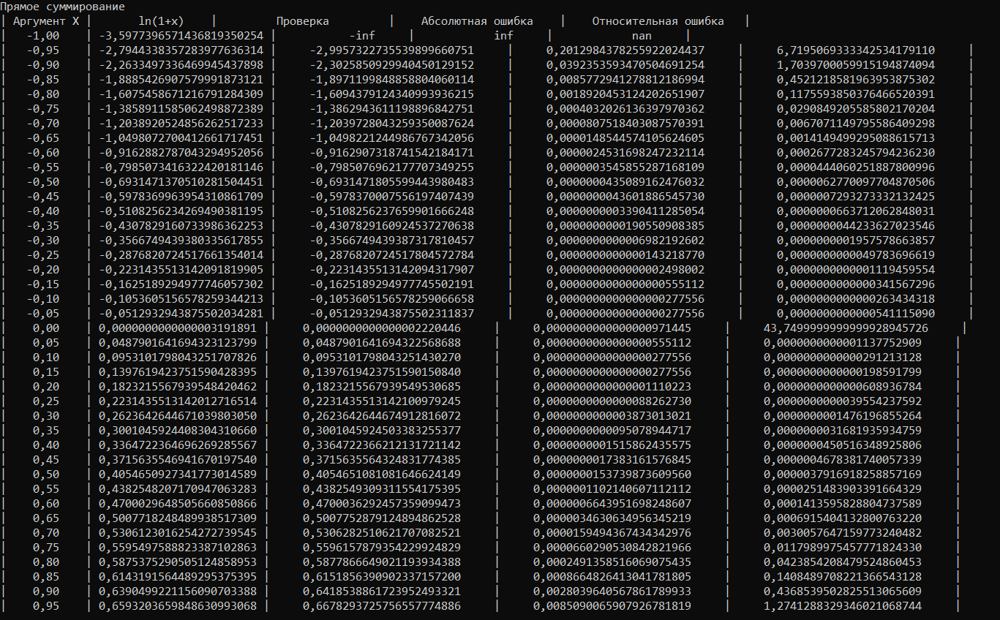 Прямое суммирование
| Аргумент X | ln(1+x) | Проверка | Абсолютная ошибка | Относительная ошибка |
| -1,00 | -3,5977396571436819350254 | -inf | inf | nan |
| -0,95 | -2,7944338357283977636314 | -2,9957322735539899660751 | 0,2012984378255922024437 | 6,7195069333342534179110 |
| -0,90 | -2,2633497336469945437898 | -2,3025850929940450129152 | 0,0392353593470504691254 | 1,7039700059915194874094 |
| -0,85 | -1,8885426907579991873121 | -1,8971199848858804060114 | 0,0085772941278812186994 | 0,4521218581963953875302 |
| -0,80 | -1,6075458671216791284309 | -1,6094379124340993936215 | 0,0018920453124202651907 | 0,1175593850376466520391 |
| -0,75 | -1,3858911585062498872389 | -1,3862943611198896842751 | 0,0004032026136397970362 | 0,0290849205585802170204 |
| -0,70 | -1,2038920524856262517233 | -1,2039728043259350087624 | 0,0000807518403087570391 | 0,0067071149795586409298 |
| -0,65 | -1,0498072700412661717451 | -1,0498221244986767342056 | 0,0000148544574105624605 | 0,0014149499295088615713 |
| -0,60 | -0,9162882787043294952056 | -0,9162907318741542184171 | 0,0000024531698247232114 | 0,0002677283245794236230 |
| -0,55 | -0,7985073416322420181146 | -0,7985076962177707349255 | 0,0000003545855287168109 | 0,0000444060251887800996 |
| -0,50 | -0,6931471370510281504451 | -0,6931471805599443980483 | 0,0000000435089162476032 | 0,0000062770097704870506 |
| -0,45 | -0,5978369963954310861709 | -0,5978370007556197407439 | 0,0000000043601886545730 | 0,0000007293273332132425 |
| -0,40 | -0,5108256234269490381195 | -0,5108256237659901666248 | 0,0000000003390411285054 | 0,0000000663712062848031 |
| -0,35 | -0,4307829160733986362253 | -0,4307829160924537270638 | 0,0000000000190550908385 | 0,0000000044233627023546 |
| -0,30 | -0,3566749439380335617855 | -0,3566749439387317810457 | 0,0000000000006982192602 | 0,0000000001957578663857 |
| -0,25 | -0,2876820724517661354014 | -0,2876820724517804572784 | 0,0000000000000143218770 | 0,0000000000049783696619 |
| -0,20 | -0,2231435513142091819905 | -0,2231435513142094317907 | 0,0000000000000002498002 | 0,0000000000001119459554 |
| -0,15 | -0,1625189294977746057302 | -0,1625189294977745502191 | 0,0000000000000000555112 | 0,0000000000000341567296 |
| -0,10 | -0,1053605156578259344213 | -0,1053605156578259066658 | 0,0000000000000000277556 | 0,0000000000000263434318 |
| -0,05 | -0,0512932943875502034281 | -0,0512932943875502311837 | 0,0000000000000000277556 | 0,0000000000000541115090 |
| 0,00 | 0,0000000000000003191891 | 0,0000000000000002220446 | 0,0000000000000000971445 | 43,7499999999999928945726 |
| 0,05 | 0,0487901641694323123799 | 0,0487901641694322568688 | 0,0000000000000000555112 | 0,0000000000001137752909 |
| 0,10 | 0,0953101798043251707826 | 0,0953101798043251430270 | 0,0000000000000000277556 | 0,0000000000000291213128 |
| 0,15 | 0,1397619423751590428395 | 0,1397619423751590150840 | 0,0000000000000000277556 | 0,0000000000000198591799 |
| 0,20 | 0,1823215567939548420462 | 0,1823215567939549530685 | 0,0000000000000001110223 | 0,0000000000000608936784 |
| 0,25 | 0,2231435513142012716514 | 0,2231435513142100979245 | 0,0000000000000088262730 | 0,0000000000039554237592 |
| 0,30 | 0,2623642644671039803050 | 0,2623642644674912816072 | 0,0000000000003873013021 | 0,0000000001476196855264 |
| 0,35 | 0,3001045924408304310660 | 0,3001045924503383255377 | 0,0000000000095078944717 | 0,0000000031681935934759 |
| 0,40 | 0,3364722364696269285567 | 0,3364722366212131721142 | 0,0000000001515862435575 | 0,0000000450516348925806 |
| 0,45 | 0,3715635546941670197540 | 0,3715635564324831774385 | 0,0000000017383161576845 | 0,0000004678381740057339 |
| 0,50 | 0,4054650927341773014589 | 0,4054651081081646624149 | 0,0000000153739873609560 | 0,0000037916918258857169 |
| 0,55 | 0,4382548207170947063283 | 0,4382549309311554175395 | 0,0000001102140607112112 | 0,0000251483903391664329 |
| 0,60 | 0,4700029648505660850866 | 0,4700036292457359099473 | 0,0000006643951698248607 | 0,0001413595828804737589 |
| 0,65 | 0,5007718248489938517309 | 0,5007752879124894862528 | 0,0000034630634956345219 | 0,0006915404132800763220 |
| 0,70 | 0,5306123016254272739545 | 0,5306282510621707082521 | 0,0000159494367434342976 | 0,0030057647159773240482 |
| 0,75 | 0,5595497588823387102863 | 0,5596157879354229924829 | 0,0000660290530842821966 | 0,0117989975457771824330 |
| 0,80 | 0,5875375290505124858953 | 0,5877866649021193934388 | 0,0002491358516069075435 | 0,0423854208479524860453 |
| 0,85 | 0,6143191564489295375395 | 0,6151856390902337157200 | 0,0008664826413041781805 | 0,1408489708221366543128 |
| 0,90 | 0,6390499221156090703388 | 0,6418538861723952493321 | 0,0028039640567861789933 | 0,4368539502825513065609 |
| 0,95 | 0,6593203659848630993068 | 0,6678293725756557774886 | 0,0085090065907926781819 | 1,2741288329346021068744 |